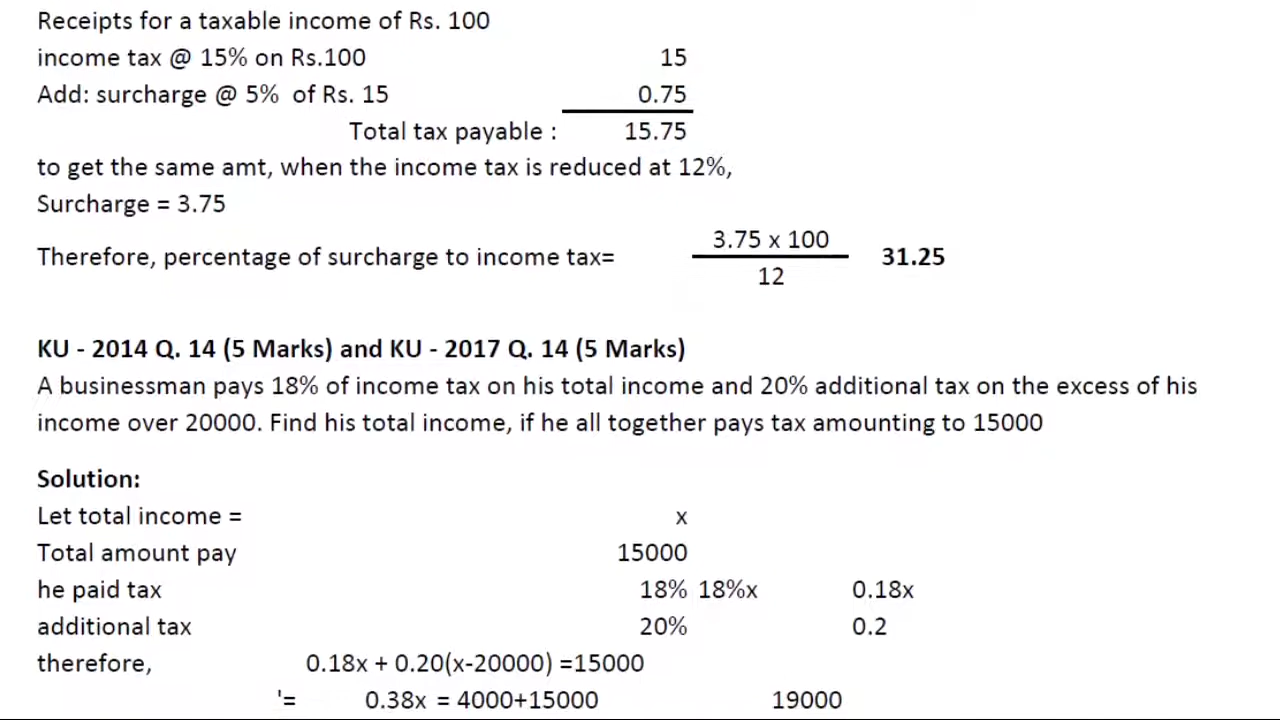 Receipts for a taxable income of Rs. 100
income tax @ 15% on Rs.100 15
Add: surcharge @ 5% of Rs. 15 0.75
Total tax payable : 15.75
to get the same amt, when the income tax is reduced at 12%,
Surcharge = 3.75
Therefore, percentage of surcharge to income tax= 3.75 x 100 31.25
12
KU - 2014 Q. 14 (5 Marks) and KU - 2017 Q. 14 (5 Marks)
A businessman pays 18% of income tax on his total income and 20% additional tax on the excess of his
income over 20000. Find his total income, if he all together pays tax amounting to 15000
Solution:
Let total income = x
Total amount pay 15000
he paid tax 18% 18%x 0.18x
additional tax 20% 0.2
therefore, 0.18x + 0.20(x-20000) =15000
'= 0.38x = 4000+15000 19000